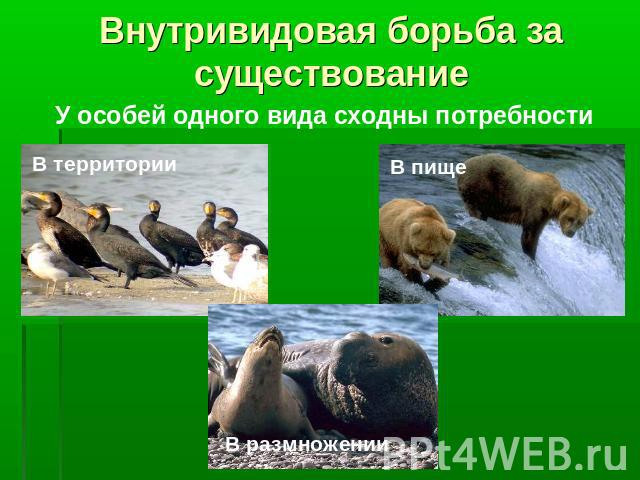 Внутривидовая борьба за
существование
У особей одного вида сходны потребности
В территории
В пище
В размножении
PPt4WEB.ru